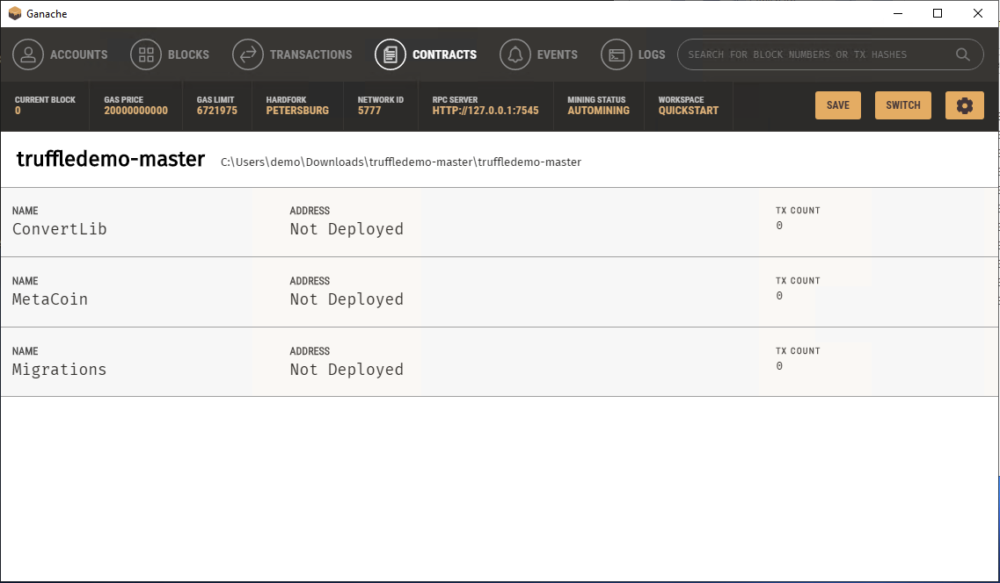 Ganache
ACCOUNTS BLOCKS TRANSACTIONS CONTRACTS EVENTS LOGS SEARCH FOR BLOCK NUMBERS OR TX HASHES
CURRENT BLOCK GAS PRICE GAS LIMIT HARDFORK NETWORK ID RPC SERVER MINING STATUS WORKSPACE
0 20000000000 6721975 PETERSBURG 5777 HTTP://127.0.0.1:7545 AUTOMINING QUICKSTART
SAVE SWITCH
truffledemo-master C:\Users\demo\Downloads\truffledemo-master\truffledemo-master
NAME ADDRESS TX COUNT
ConvertLib Not Deployed 0
NAME ADDRESS TX COUNT
MetaCoin Not Deployed 0
NAME ADDRESS TX COUNT
Migrations Not Deployed 0